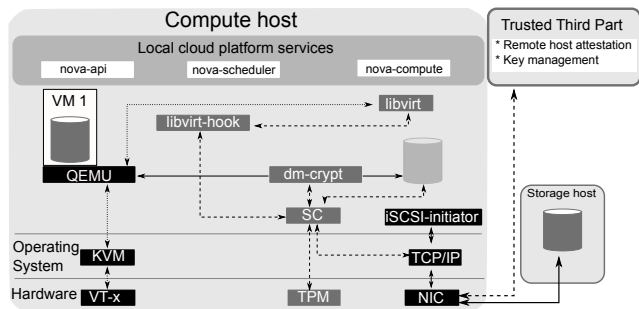 Compute host
Local cloud platform services
nova-api
nova-scheduler
nova-compute
Trusted Third Part
* Remote host attestation
* Key management
VM 1
libvirt
libvirt-hook
QEMU
dm-crypt
SC
iSCSI-initiator
Storage host
Operating
System
KVM
TCP/IP
Hardware
VT-x
TPM
NIC